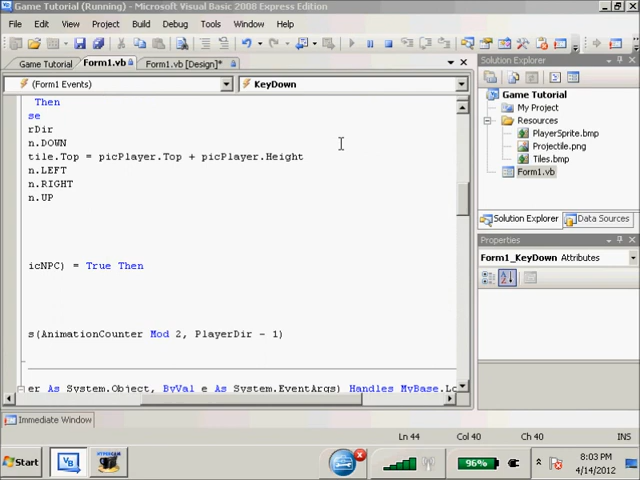 Game Tutorial (Running) - Microsoft Visual Basic 2008 Express Edition
File Edit View Project Build Debug Tools Window Help
Game Tutorial Form1.vb Form1.vb [Design]*
(Form1 Events) KeyDown
Then
se
rDir
n.DOWN
tile.Top = picPlayer.Top + picPlayer.Height
n.LEFT
n.RIGHT
n.UP
icNPC) = True Then
s(AnimationCounter Mod 2, PlayerDir - 1)
er As System.Object, ByVal e As System.EventArgs) Handles MyBase.Lo
Solution Explorer
Game Tutorial
My Project
Resources
PlayerSprite.bmp
Projectile.png
Tiles.bmp
Form1.vb
Solution Explorer Data Sources
Properties
Form1_KeyDown Attributes
Immediate Window
Ln 44 Col 40 Ch 40 INS
Start VB HYPERCAM 96% 8:03 PM
4/14/2012